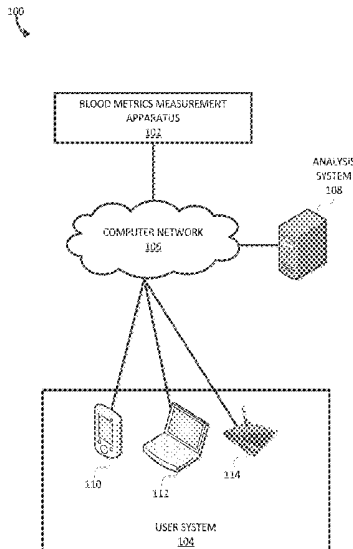 100
BLOOD METRICS MEASUREMENT
APPARATUS
102
ANALYSIS
SYSTEM
108
COMPUTER NETWORK
106
110
112
114
USER SYSTEM
104